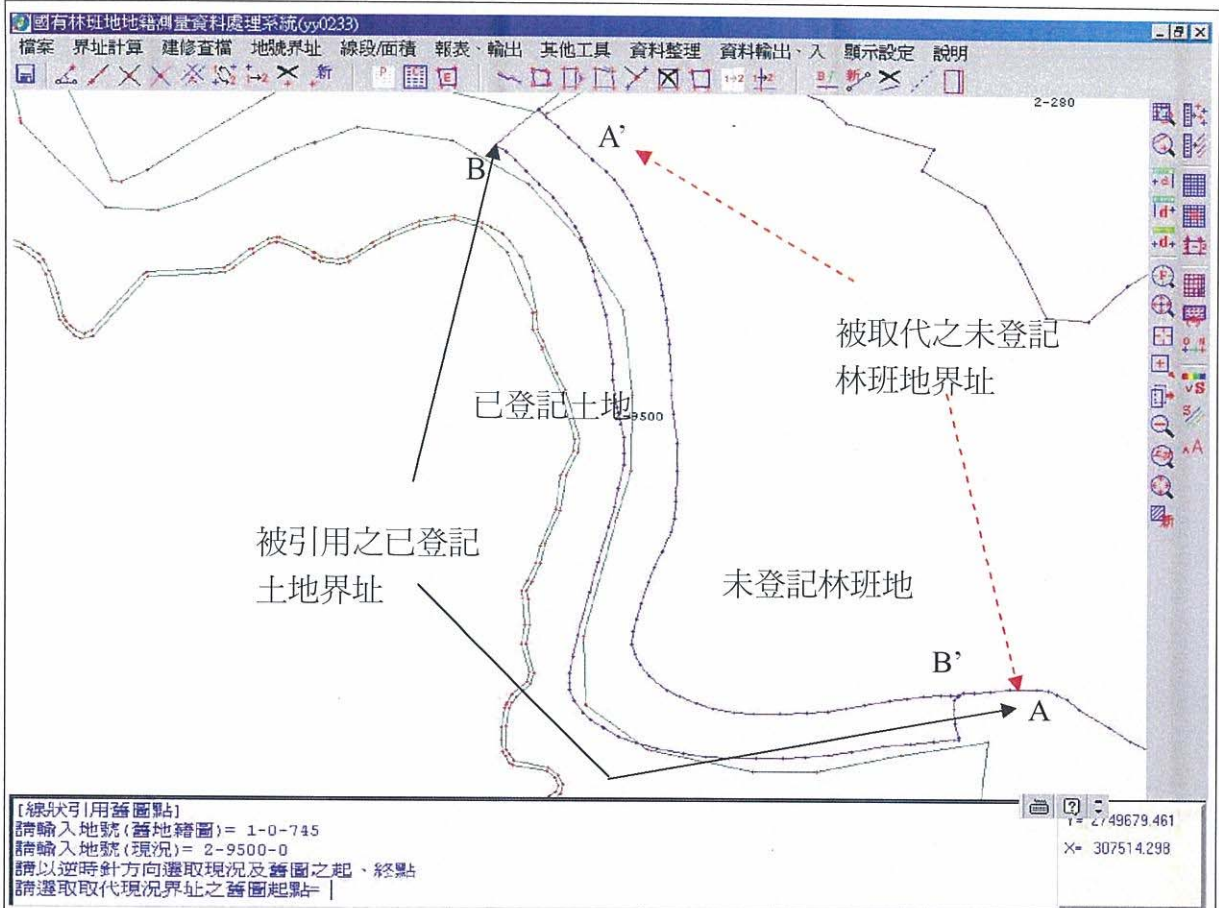 國有林班地地籍測量資料處理系統(yy0233)
檔案 界址計算 建修查檔 地號界址 線段/面積 報表、輸出 其他工具 資料整理 資料輸出、入 顯示設定 說明
2-280
A’
B
被取代之未登記
林班地界址
已登記土地
2-9500
被引用之已登記
土地界址
未登記林班地
B’
A
[線狀引用舊圖點]
請輸入地號(舊地籍圖)= 1-0-745
請輸入地號(現況)= 2-9500-0
請以逆時針方向選取現況及舊圖之起、終點
請選取取代現況界址之舊圖起點=
Y= 2749679.461
X= 307514.298